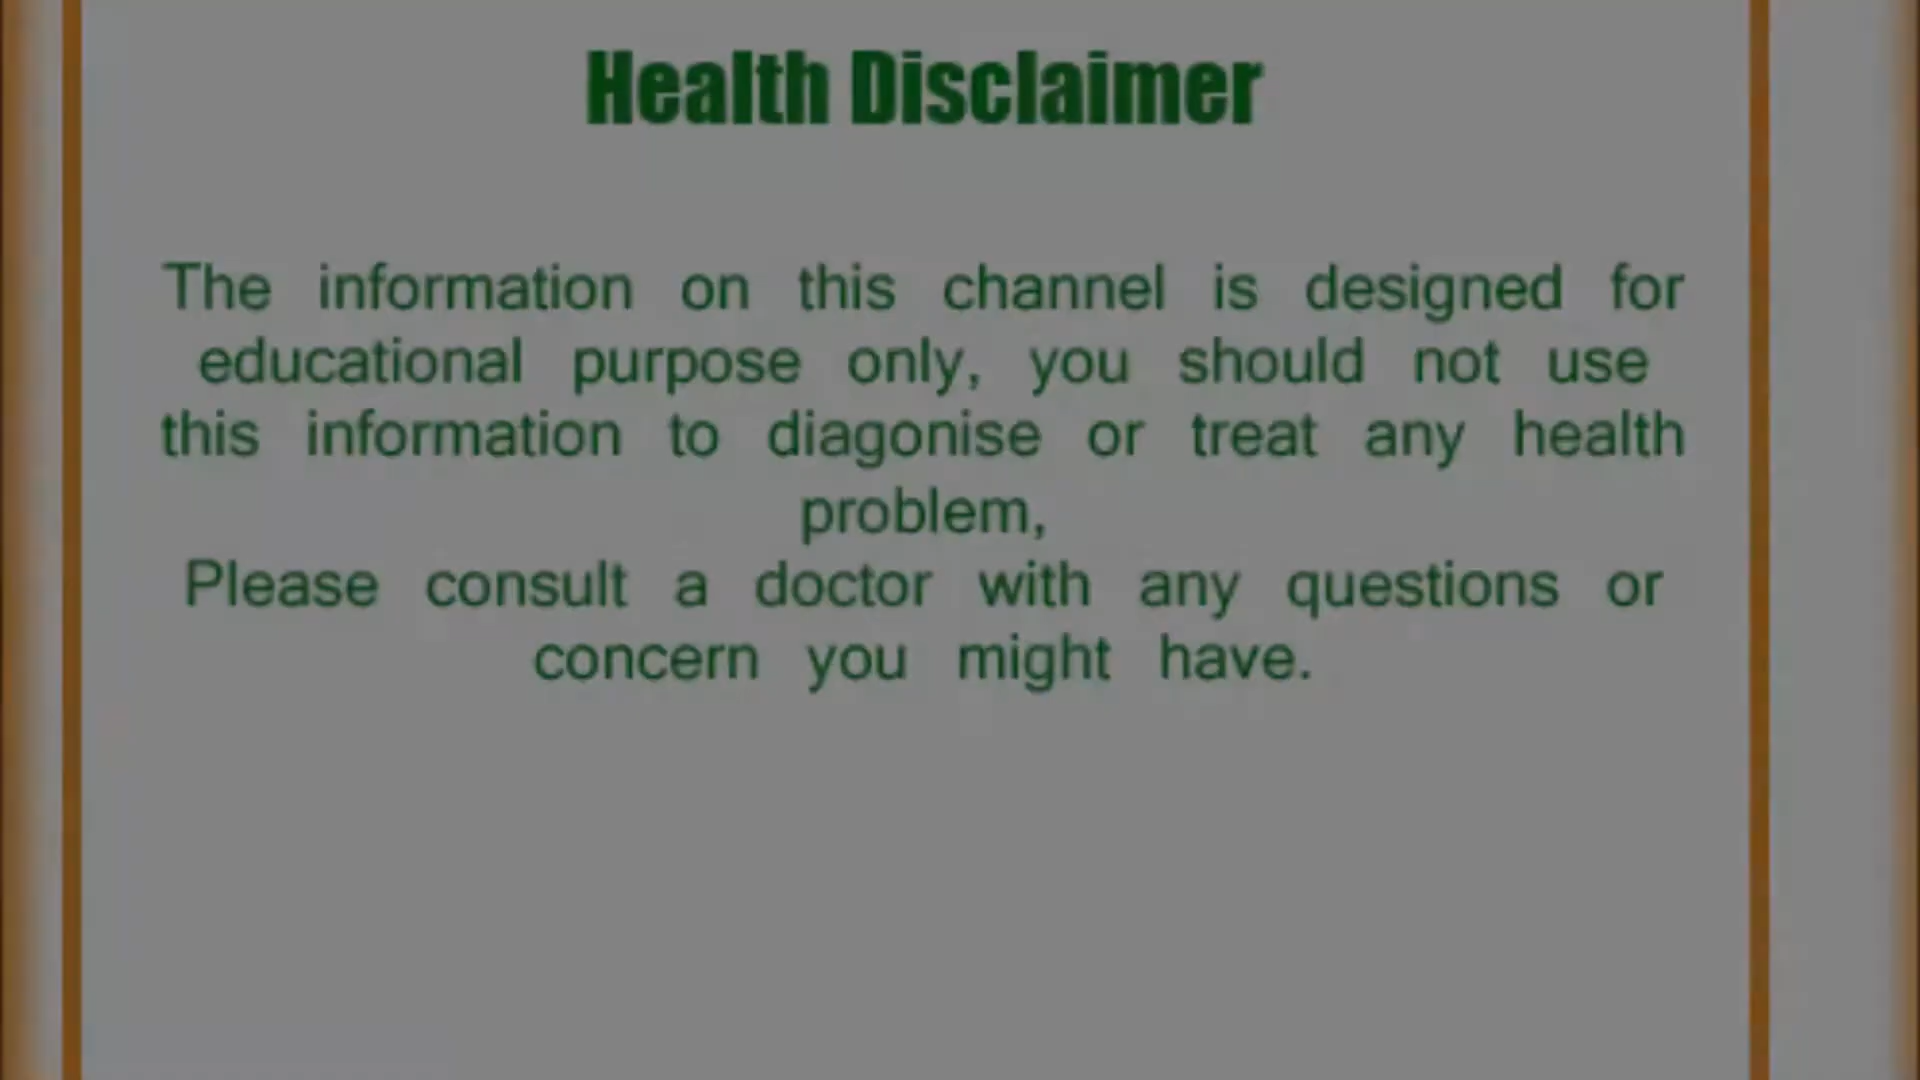 Health Disclaimer
The information on this channel is designed for
educational purpose only, you should not use
this information to diagonise or treat any health
problem,
Please consult a doctor with any questions or
concern you might have.